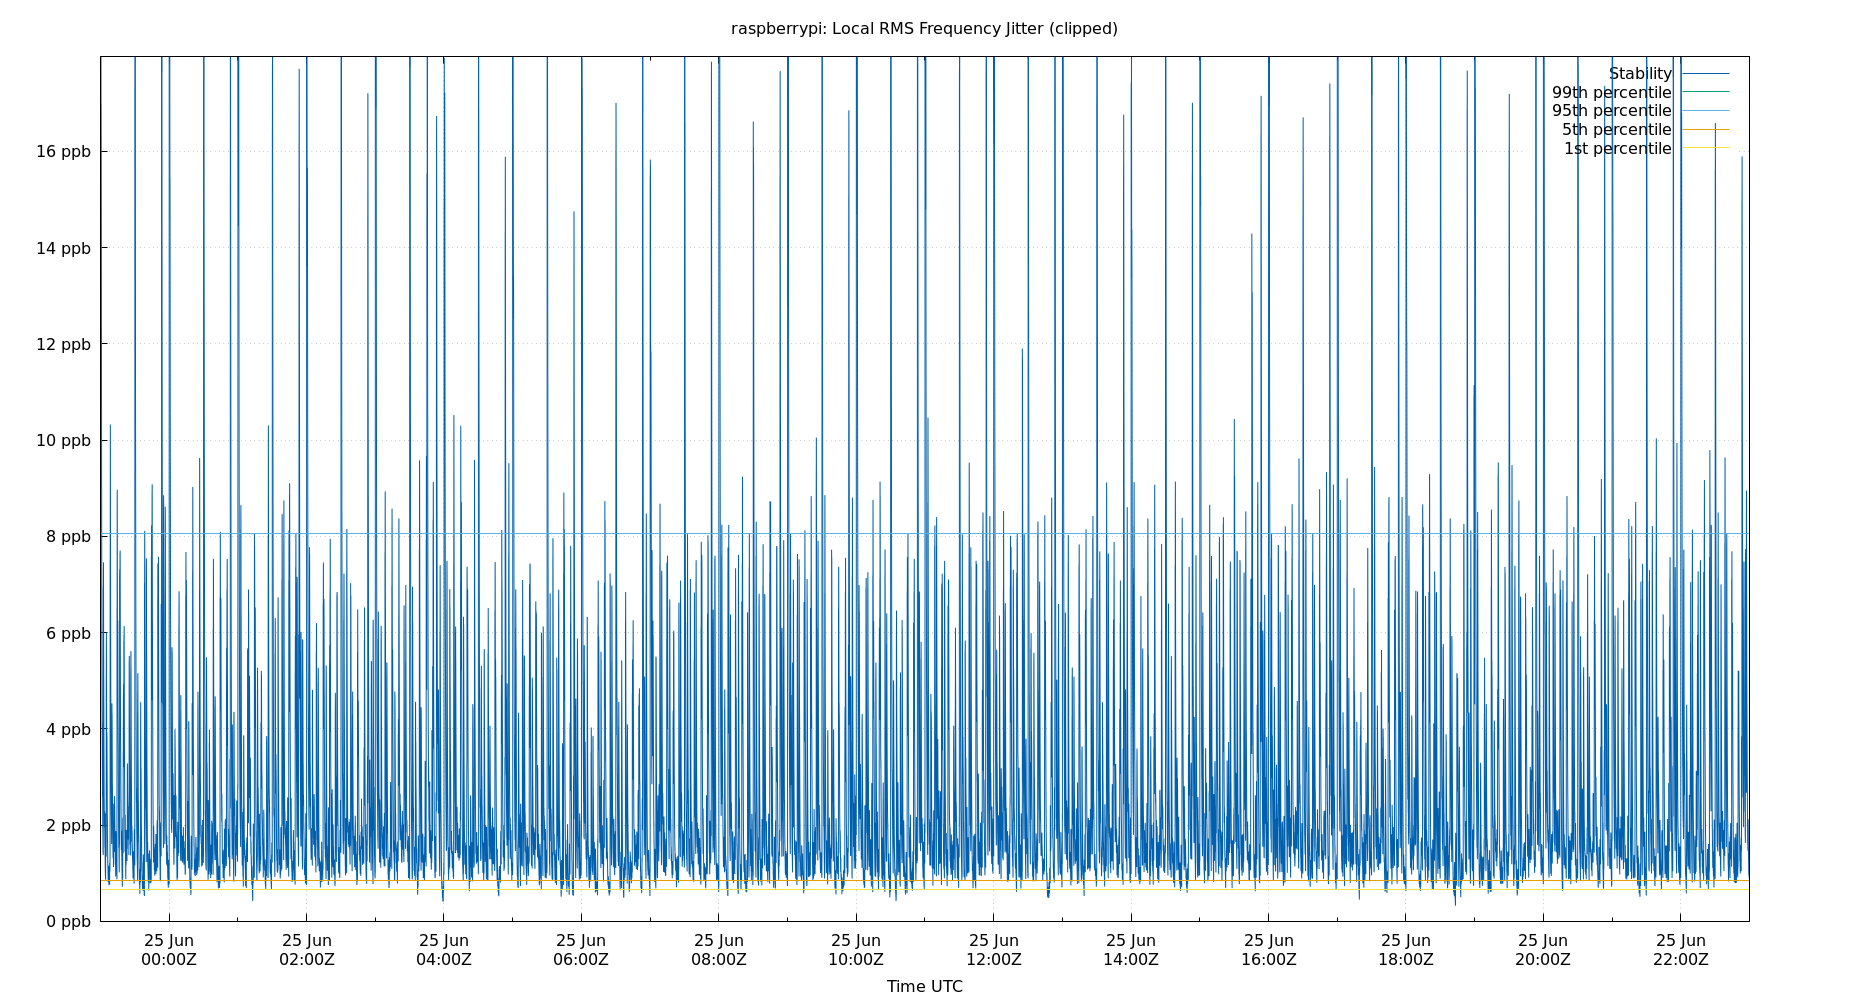 raspberrypi: Local RMS Frequency Jitter (clipped)
Stability
99th percentile
95th percentile
5th percentile
1st percentile
16 ppb
14 ppb
12 ppb
10 ppb
8 ppb
6 ppb
4 ppb
2 ppb
0 ppb
25 Jun 25 Jun 25 Jun 25 Jun 25 Jun 25 Jun 25 Jun 25 Jun 25 Jun 25 Jun 25 Jun 25 Jun
00:00Z 02:00Z 04:00Z 06:00Z 08:00Z 10:00Z 12:00Z 14:00Z 16:00Z 18:00Z 20:00Z 22:00Z
Time UTC